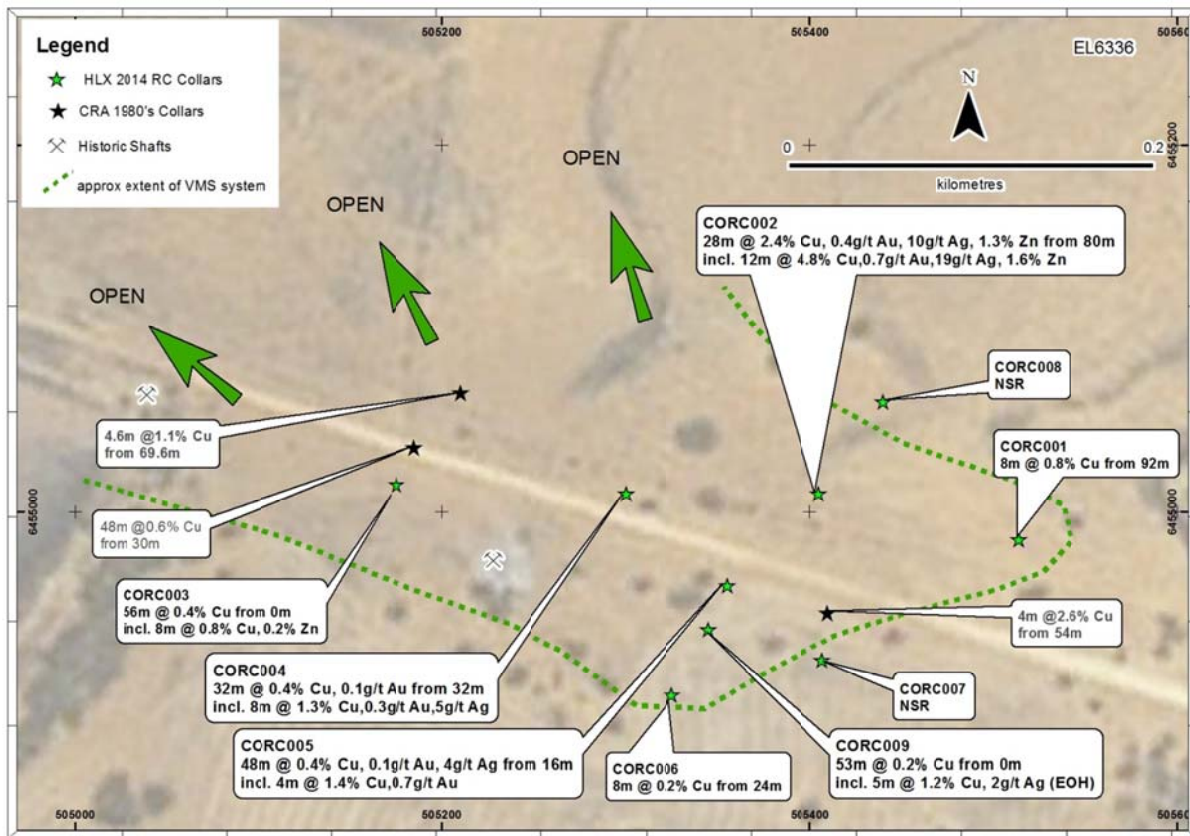 505200
505400
505600
EL6336
Legend
HLX 2014 RC Collars
CRA 1980's Collars
Historic Shafts
approx extent of VMS system
N
0
0.2
kilometres
6455200
6455200
OPEN
OPEN
OPEN
CORC002
28m @ 2.4% Cu, 0.4g/t Au, 10g/t Ag, 1.3% Zn from 80m
incl. 12m @ 4.8% Cu,0.7g/t Au,19g/t Ag, 1.6% Zn
CORC008
NSR
4.6m @1.1% Cu
from 69.6m
CORC001
8m @ 0.8% Cu from 92m
6455000
6455000
48m @0.6% Cu
from 30m
CORC003
56m @ 0.4% Cu from 0m
incl. 8m @ 0.8% Cu, 0.2% Zn
4m @2.6% Cu
from 54m
CORC004
32m @ 0.4% Cu, 0.1g/t Au from 32m
incl. 8m @ 1.3% Cu,0.3g/t Au,5g/t Ag
CORC007
NSR
CORC005
48m @ 0.4% Cu, 0.1g/t Au, 4g/t Ag from 16m
incl. 4m @ 1.4% Cu,0.7g/t Au
CORC006
8m @ 0.2% Cu from 24m
CORC009
53m @ 0.2% Cu from 0m
incl. 5m @ 1.2% Cu, 2g/t Ag (EOH)
505000
505200
505400